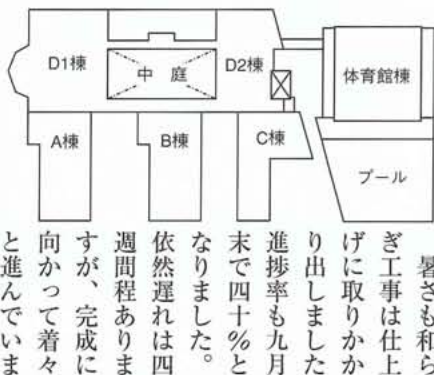 D1棟
中庭
D2棟
体育館棟
A棟
B棟
C棟
プール
暑さも和ら
ぎ工事は仕上
げに取りかか
り出しました
進捗率も九月
末で四十%と
なりました。
依然遅れは四
週間程ありま
すが、完成に
向かって着々
と進んでいま